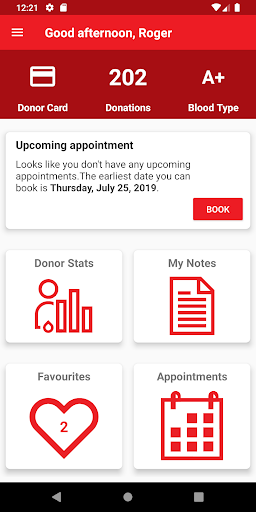 12:21
Good afternoon, Roger
202
A+
Donor Card
Donations
Blood Type
Upcoming appointment
Looks like you don't have any upcoming
appointments.The earliest date you can
book is Thursday, July 25, 2019.
BOOK
Donor Stats
My Notes
Favourites
Appointments
2